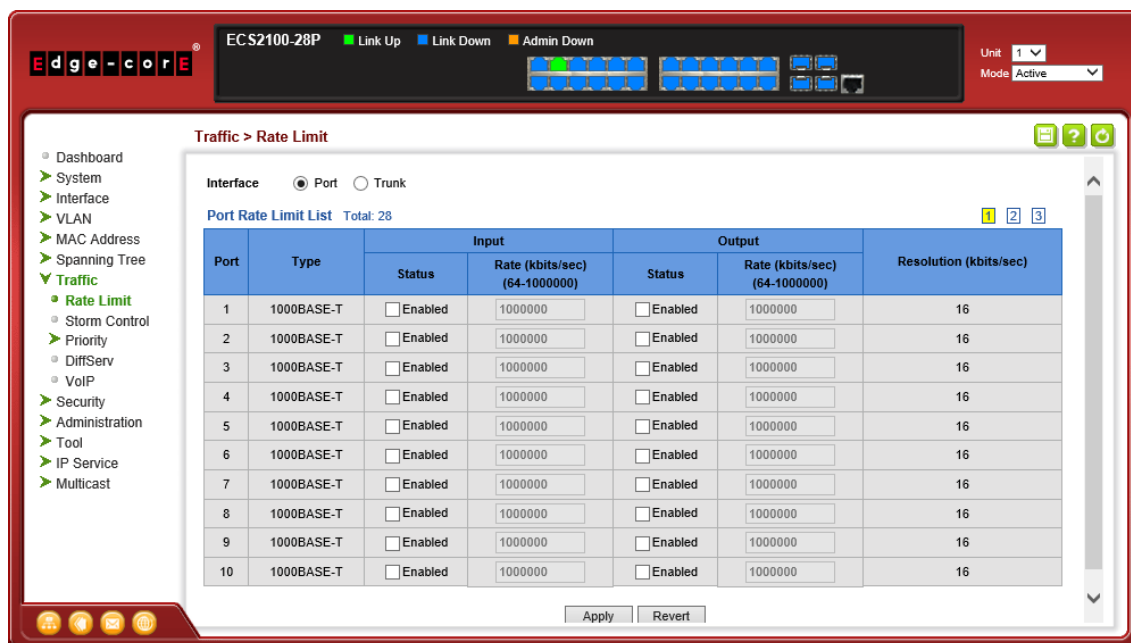 Edge-corE®
ECS2100-28P Link Up Link Down Admin Down
Unit 1
Mode Active
Traffic > Rate Limit
Dashboard
System
Interface
VLAN
MAC Address
Spanning Tree
Traffic
Rate Limit
Storm Control
Priority
DiffServ
VoIP
Security
Administration
Tool
IP Service
Multicast
Interface Port Trunk
Port Rate Limit List Total: 28 1 2 3
Port Type Input Output Resolution (kbits/sec)
Status Rate (kbits/sec) (64-1000000) Status Rate (kbits/sec) (64-1000000)
1 1000BASE-T Enabled 1000000 Enabled 1000000 16
2 1000BASE-T Enabled 1000000 Enabled 1000000 16
3 1000BASE-T Enabled 1000000 Enabled 1000000 16
4 1000BASE-T Enabled 1000000 Enabled 1000000 16
5 1000BASE-T Enabled 1000000 Enabled 1000000 16
6 1000BASE-T Enabled 1000000 Enabled 1000000 16
7 1000BASE-T Enabled 1000000 Enabled 1000000 16
8 1000BASE-T Enabled 1000000 Enabled 1000000 16
9 1000BASE-T Enabled 1000000 Enabled 1000000 16
10 1000BASE-T Enabled 1000000 Enabled 1000000 16
Apply Revert